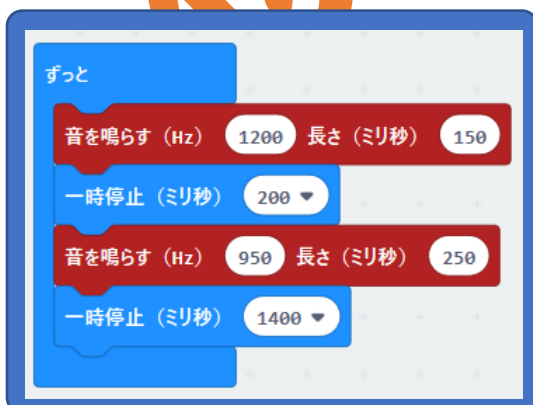 ずっと
音を鳴らす（Hz） 1200 長さ（ミリ秒） 150
一時停止（ミリ秒） 200
音を鳴らす（Hz） 950 長さ（ミリ秒） 250
一時停止（ミリ秒） 1400